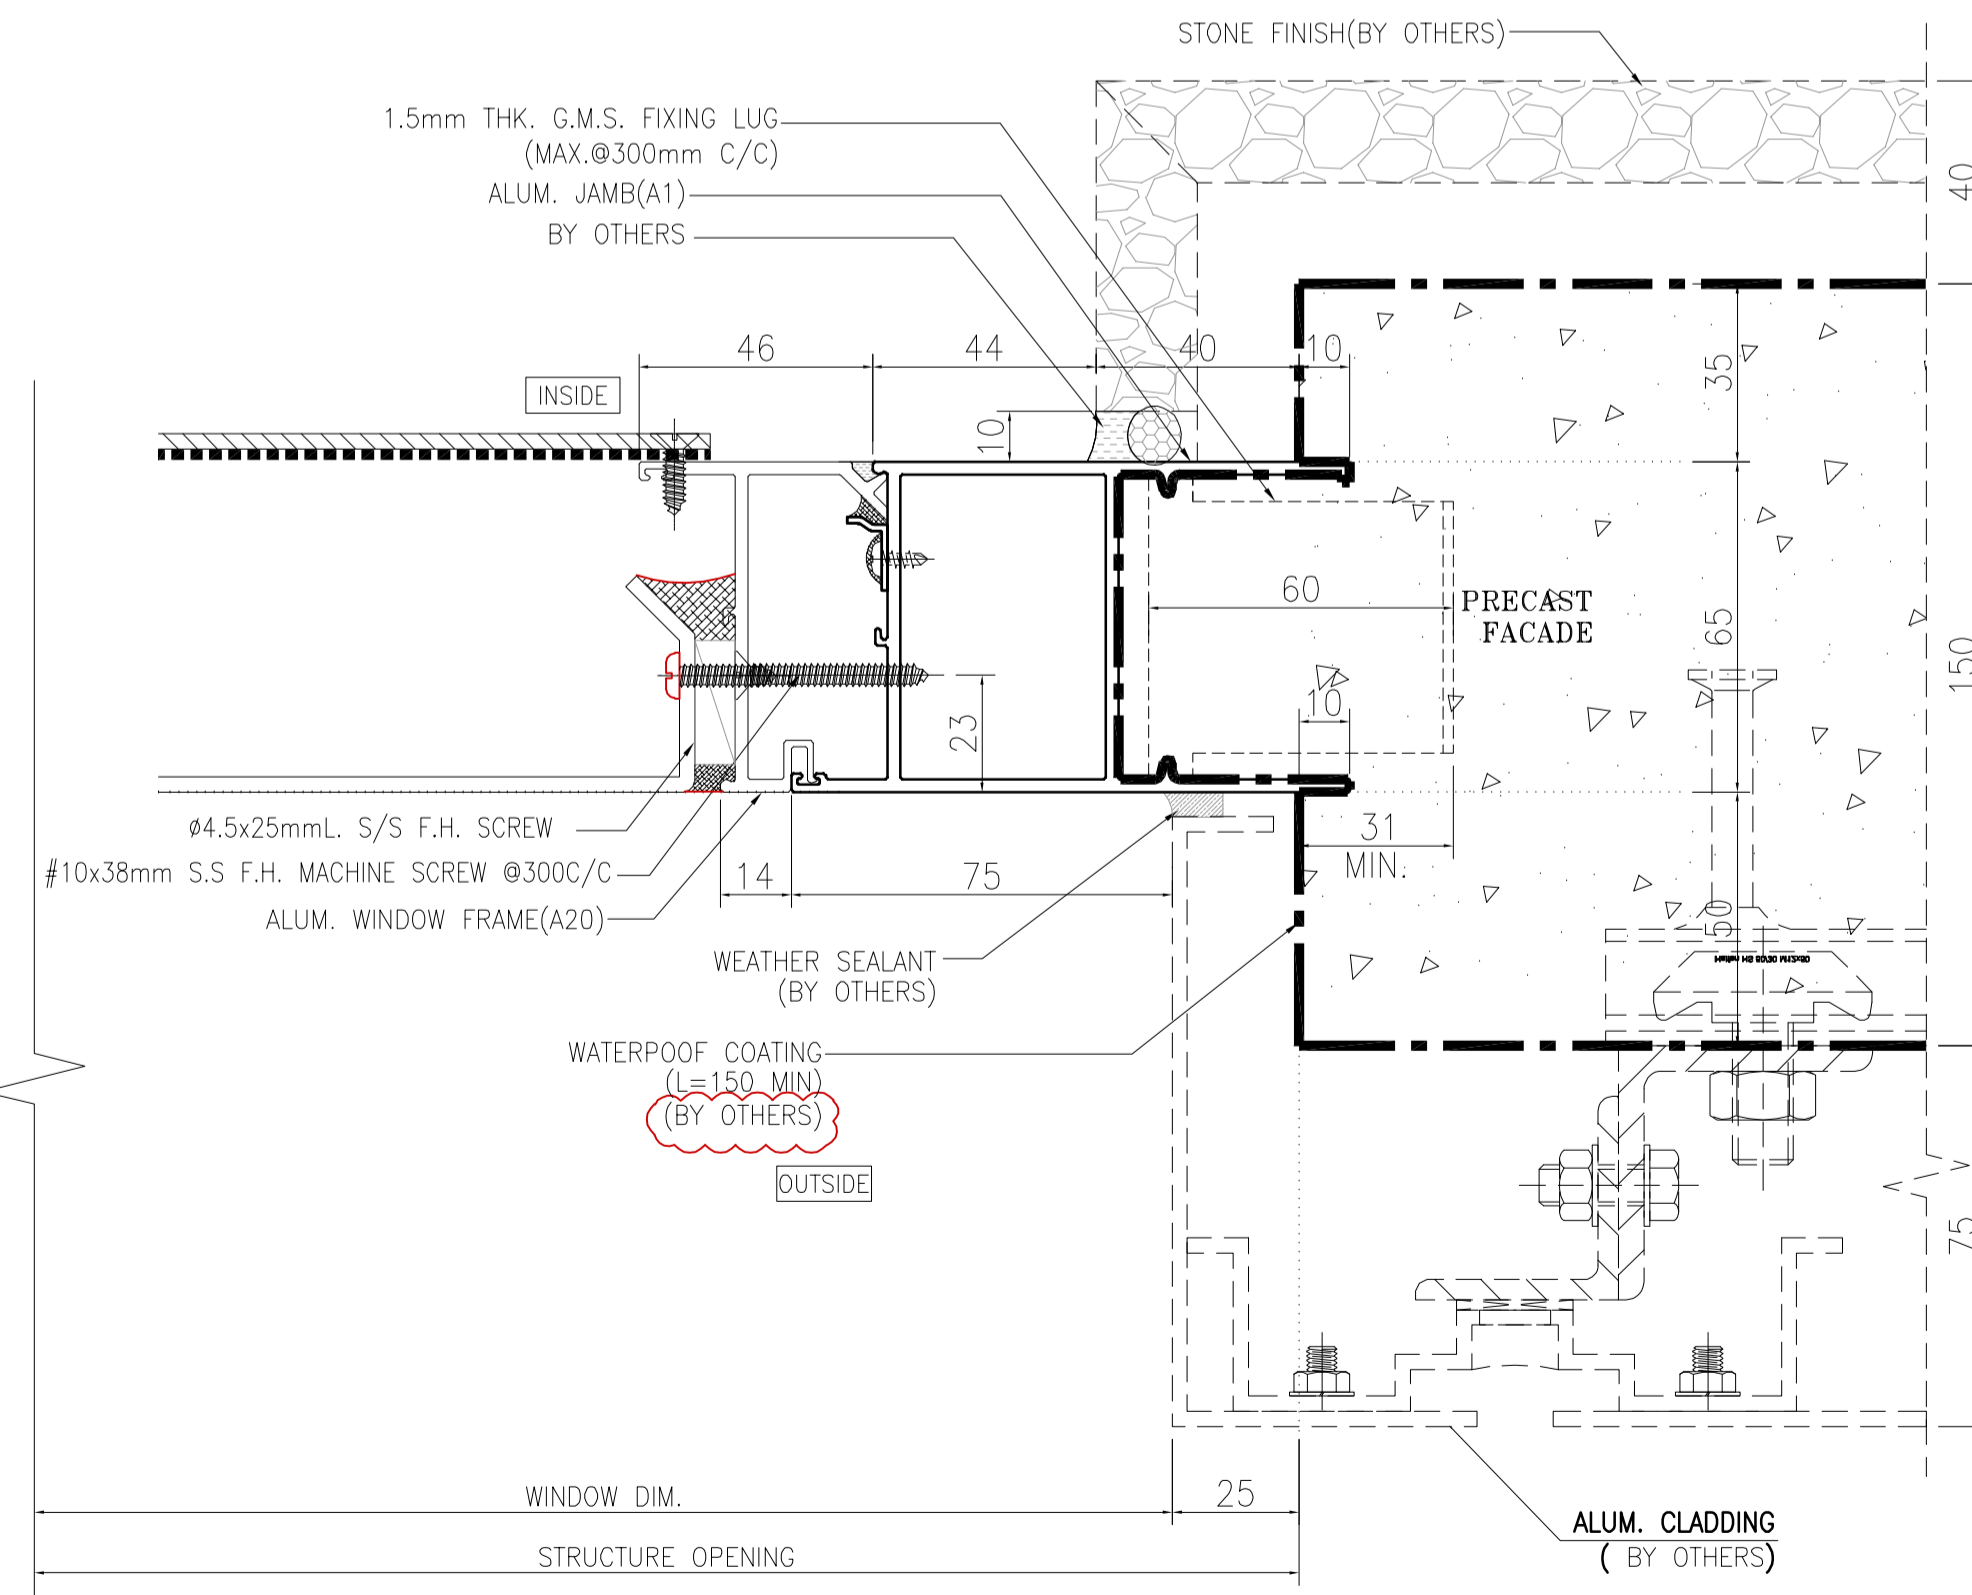 STONE FINISH(BY OTHERS)
1.5mm THK. G.M.S. FIXING LUG
(MAX.@300mm C/C)
ALUM. JAMB(A1)
BY OTHERS
40
46
44
40
10
35
INSIDE
10
60
PRECAST
FACADE
65
150
10
23
31
MIN.
Ø4.5x25mmL. S/S F.H. SCREW
#10x38mm S.S F.H. MACHINE SCREW @300C/C
14
75
ALUM. WINDOW FRAME(A20)
50
WEATHER SEALANT
(BY OTHERS)
WATERPOOF COATING
(L=150 MIN)
(BY OTHERS)
OUTSIDE
75
WINDOW DIM.
25
ALUM. CLADDING
( BY OTHERS)
STRUCTURE OPENING